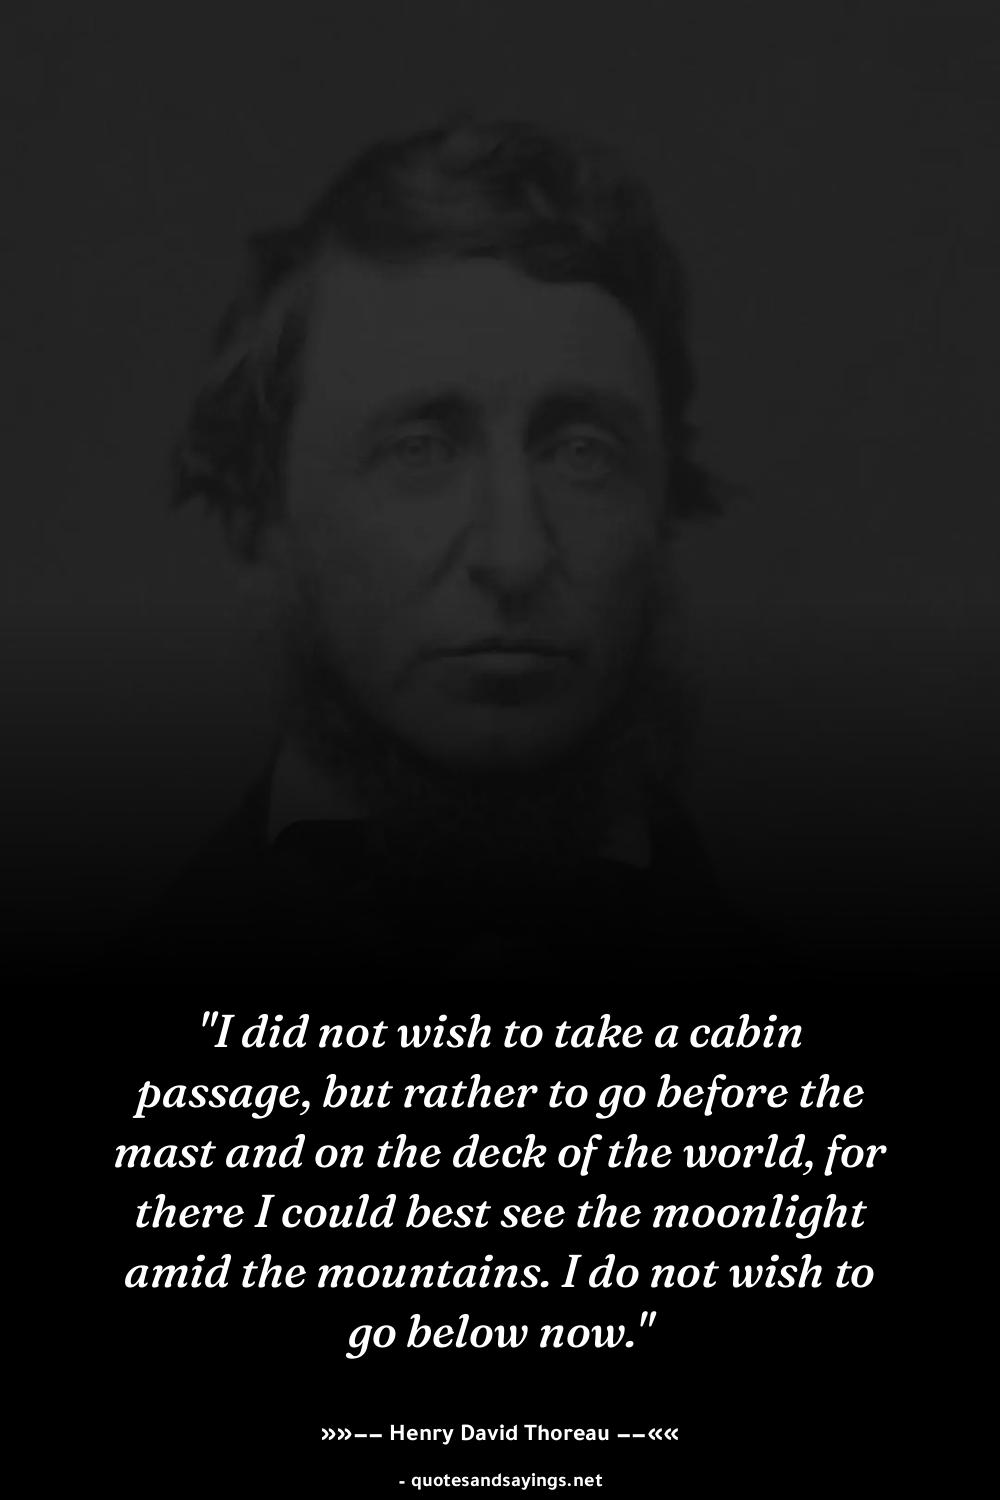 "I did not wish to take a cabin
passage, but rather to go before the
mast and on the deck of the world, for
there I could best see the moonlight
amid the mountains. I do not wish to
go below now."
»»–– Henry David Thoreau ––««
- quotesandsayings.net